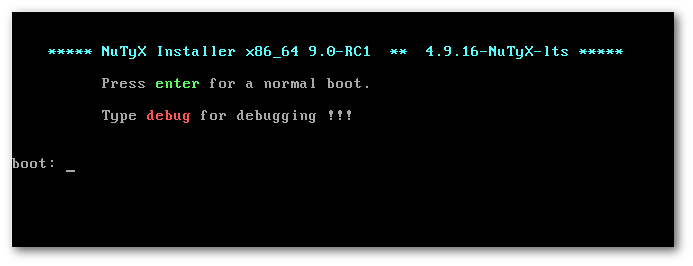 ***** NuTyX Installer x86_64 9.0-RC1 ** 4.9.16-NuTyX-lts *****
Press enter for a normal boot.
Type debug for debugging !!!
boot: _